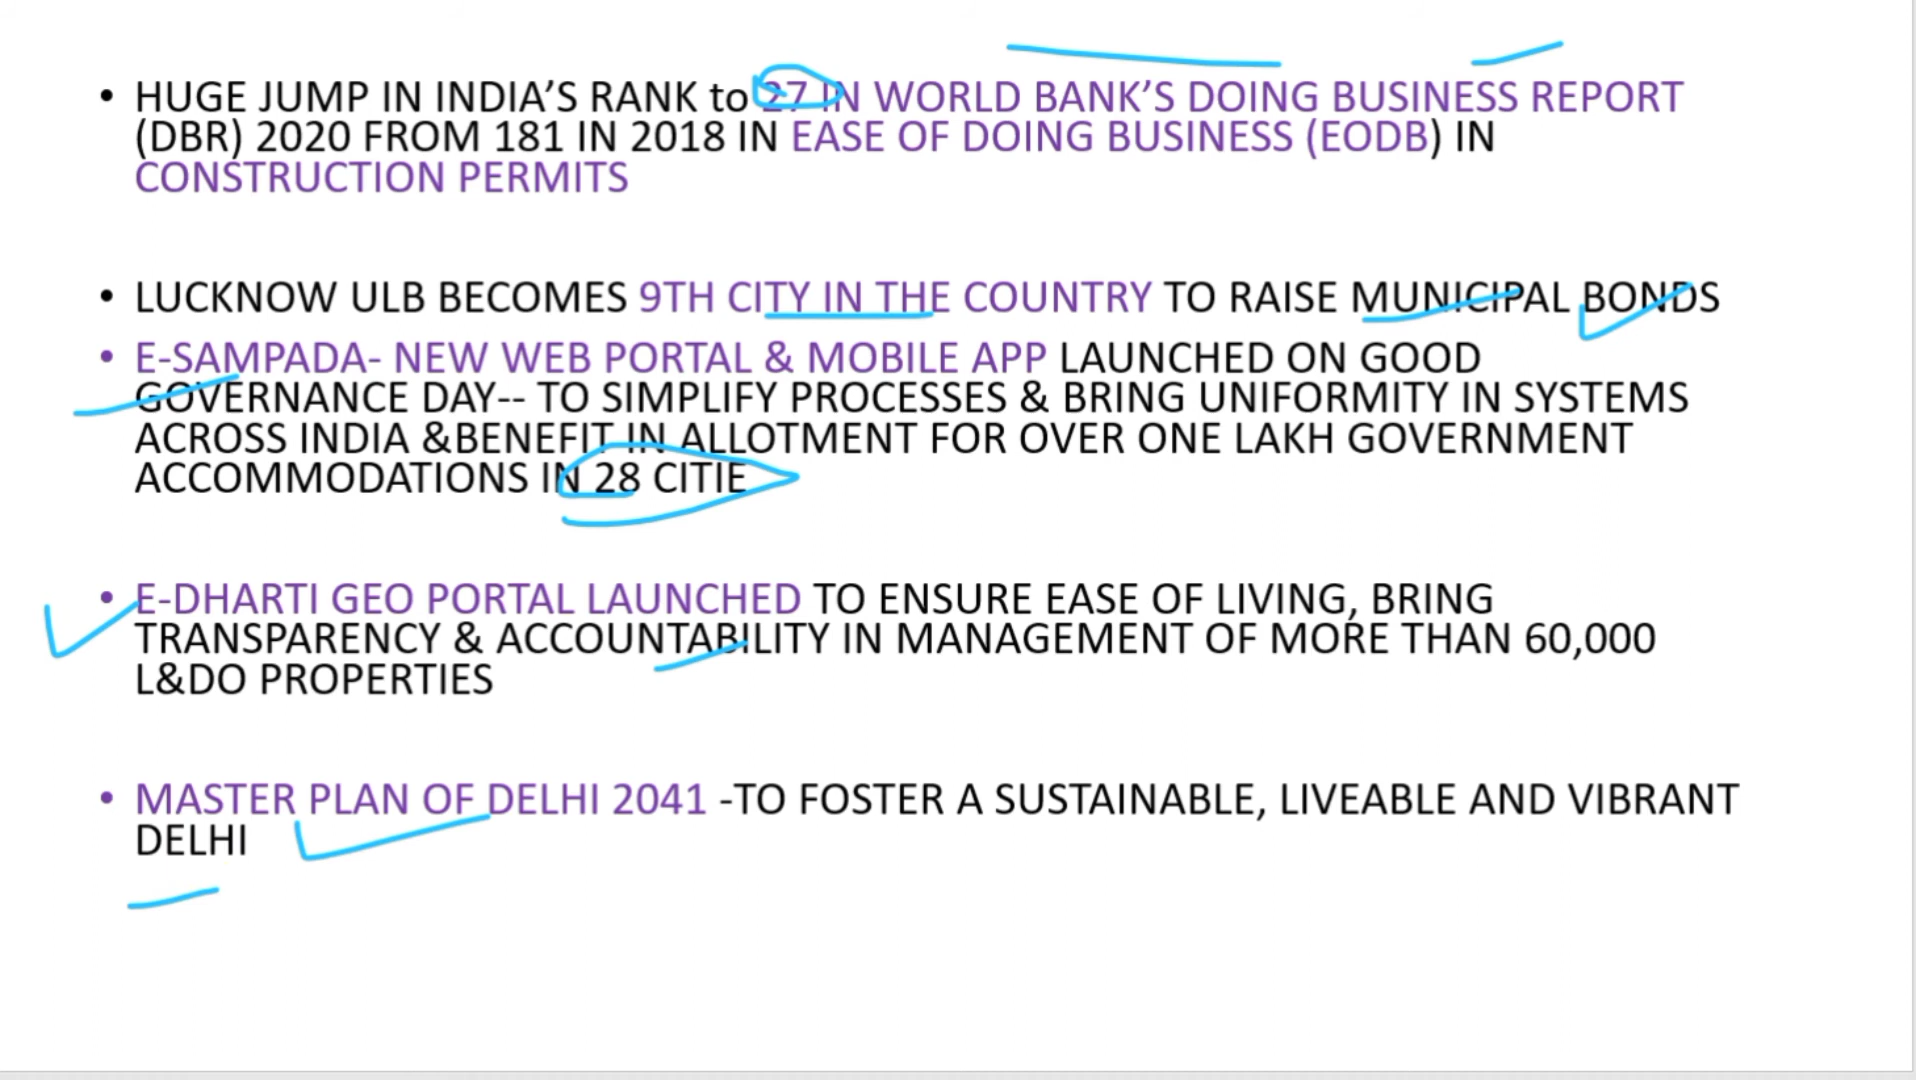 • HUGE JUMP IN INDIA’S RANK to 27 IN WORLD BANK’S DOING BUSINESS REPORT
(DBR) 2020 FROM 181 IN 2018 IN EASE OF DOING BUSINESS (EODB) IN
CONSTRUCTION PERMITS
• LUCKNOW ULB BECOMES 9TH CITY IN THE COUNTRY TO RAISE MUNICIPAL BONDS
• E-SAMPADA- NEW WEB PORTAL & MOBILE APP LAUNCHED ON GOOD
GOVERNANCE DAY-- TO SIMPLIFY PROCESSES & BRING UNIFORMITY IN SYSTEMS
ACROSS INDIA &BENEFIT IN ALLOTMENT FOR OVER ONE LAKH GOVERNMENT
ACCOMMODATIONS IN 28 CITIE
• E-DHARTI GEO PORTAL LAUNCHED TO ENSURE EASE OF LIVING, BRING
TRANSPARENCY & ACCOUNTABILITY IN MANAGEMENT OF MORE THAN 60,000
L&DO PROPERTIES
• MASTER PLAN OF DELHI 2041 -TO FOSTER A SUSTAINABLE, LIVEABLE AND VIBRANT
DELHI